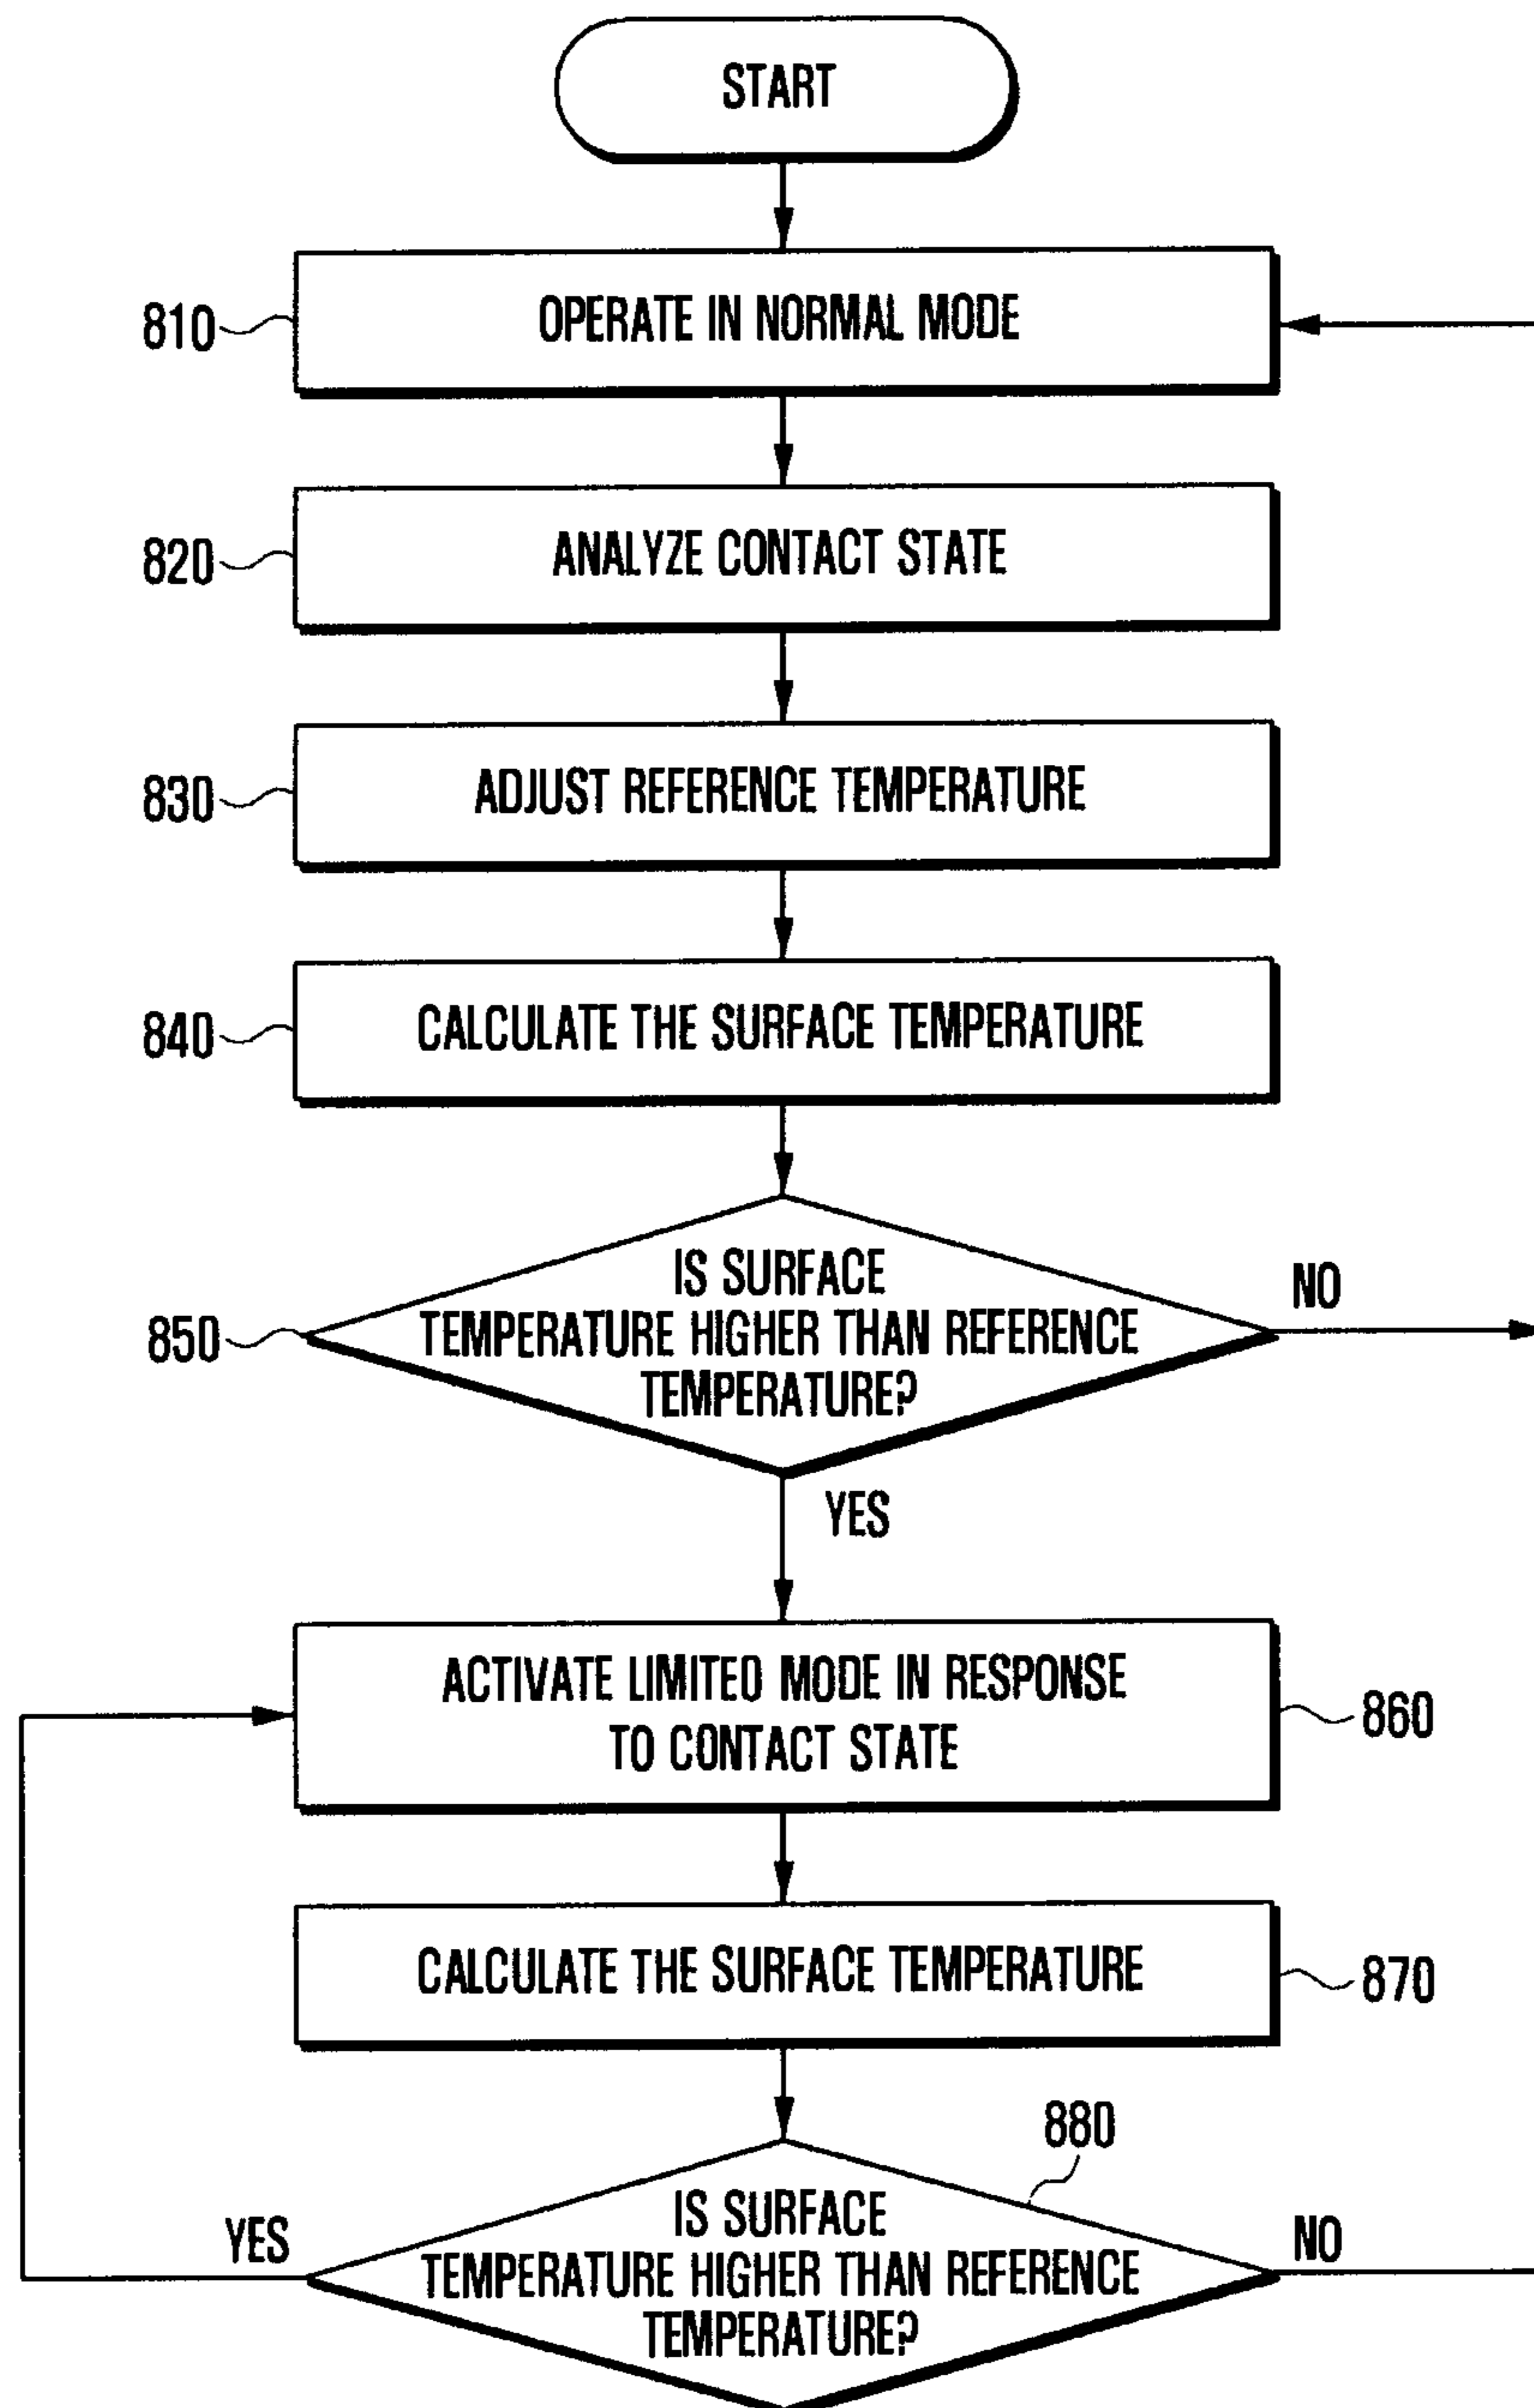 START
810
OPERATE IN NORMAL MODE
820
ANALYZE CONTACT STATE
830
ADJUST REFERENCE TEMPERATURE
840
CALCULATE THE SURFACE TEMPERATURE
850
IS SURFACE
TEMPERATURE HIGHER THAN REFERENCE
TEMPERATURE?
NO
YES
ACTIVATE LIMITED MODE IN RESPONSE
TO CONTACT STATE
860
CALCULATE THE SURFACE TEMPERATURE
870
880
YES
IS SURFACE
TEMPERATURE HIGHER THAN REFERENCE
TEMPERATURE?
NO